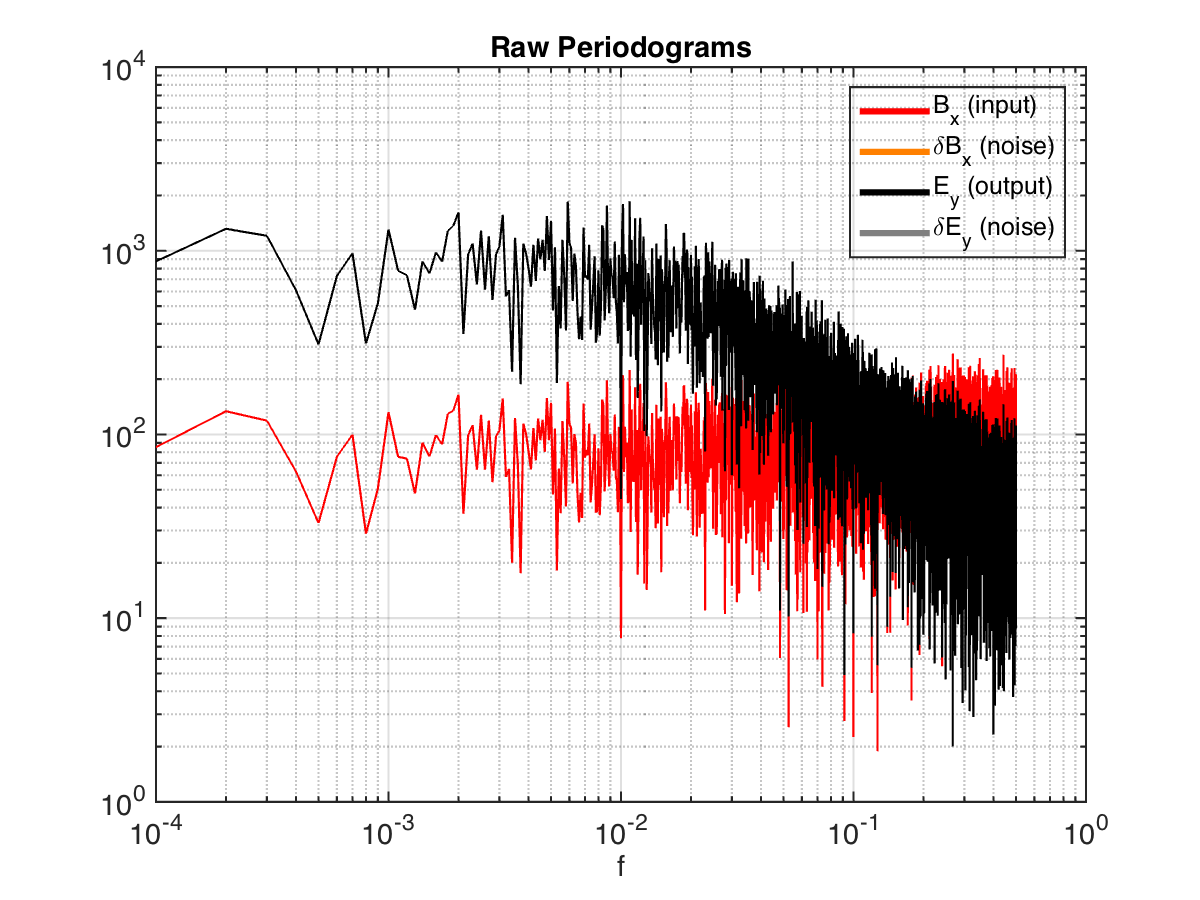 Raw Periodograms
10^4
10^3
10^2
10^1
10^0
B_x (input)
δB_x (noise)
E_y (output)
δE_y (noise)
10^-4 10^-3 10^-2 10^-1 10^0
f